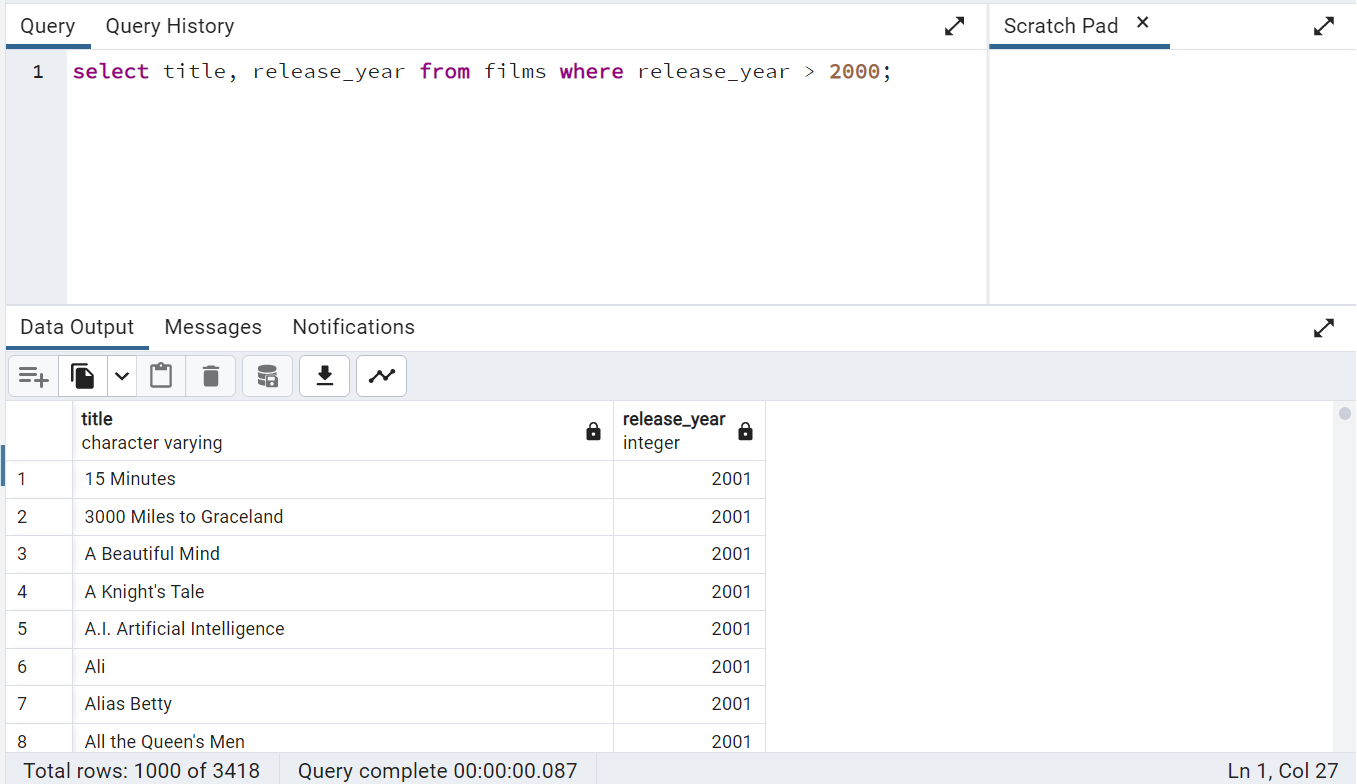 Query Query History Scratch Pad ×
1 select title, release_year from films where release_year > 2000;
Data Output Messages Notifications
title release_year
character varying integer
1 15 Minutes 2001
2 3000 Miles to Graceland 2001
3 A Beautiful Mind 2001
4 A Knight's Tale 2001
5 A.I. Artificial Intelligence 2001
6 Ali 2001
7 Alias Betty 2001
8 All the Queen's Men 2001
Total rows: 1000 of 3418 Query complete 00:00:00.087 Ln 1, Col 27